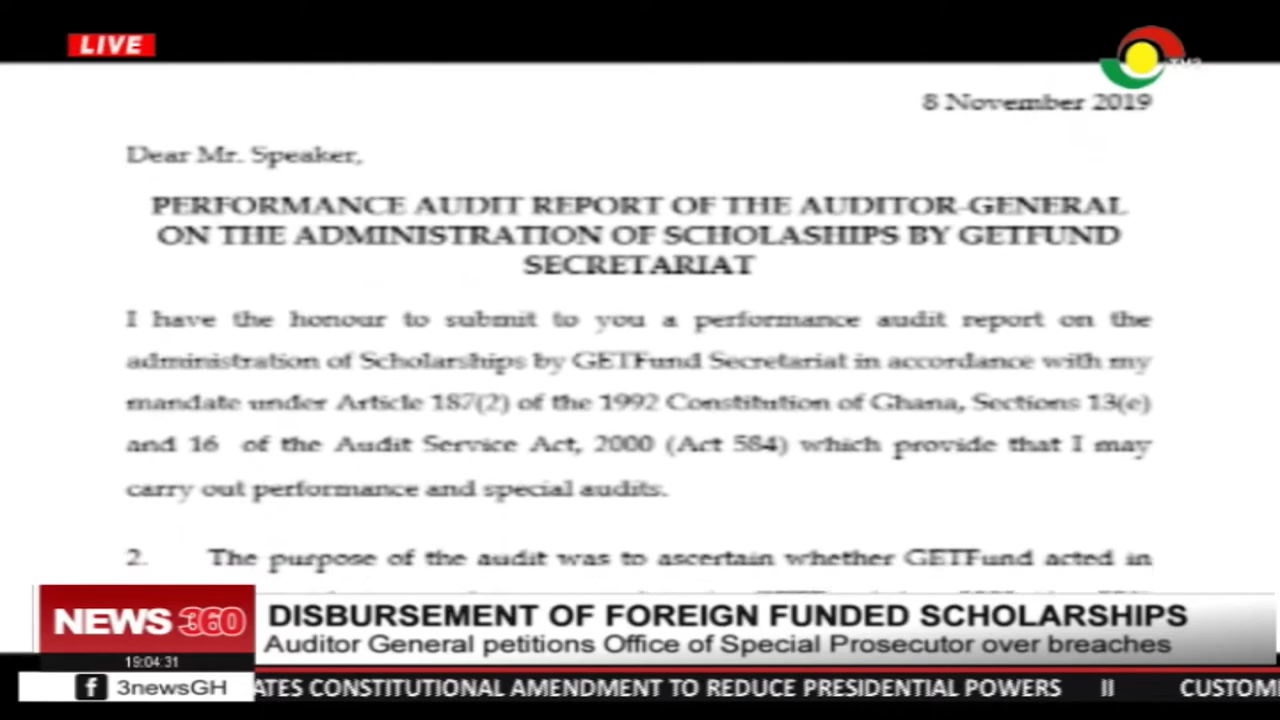 LIVE
TV3
8 November 2019
Dear Mr. Speaker,
PERFORMANCE AUDIT REPORT OF THE AUDITOR-GENERAL
ON THE ADMINISTRATION OF SCHOLASHIPS BY GETFUND
SECRETARIAT
I have the honour to submit to you a performance audit report on the
administration of Scholarships by GETFund Secretariat in accordance with my
mandate under Article 187(2) of the 1992 Constitution of Ghana, Sections 13(e)
and 16 of the Audit Service Act, 2000 (Act 584) which provide that I may
carry out performance and special audits.
2. The purpose of the audit was to ascertain whether GETFund acted in
NEWS 360
DISBURSEMENT OF FOREIGN FUNDED SCHOLARSHIPS
Auditor General petitions Office of Special Prosecutor over breaches
19:04:31
f 3newsGH
ATES CONSTITUTIONAL AMENDMENT TO REDUCE PRESIDENTIAL POWERS II CUSTOM